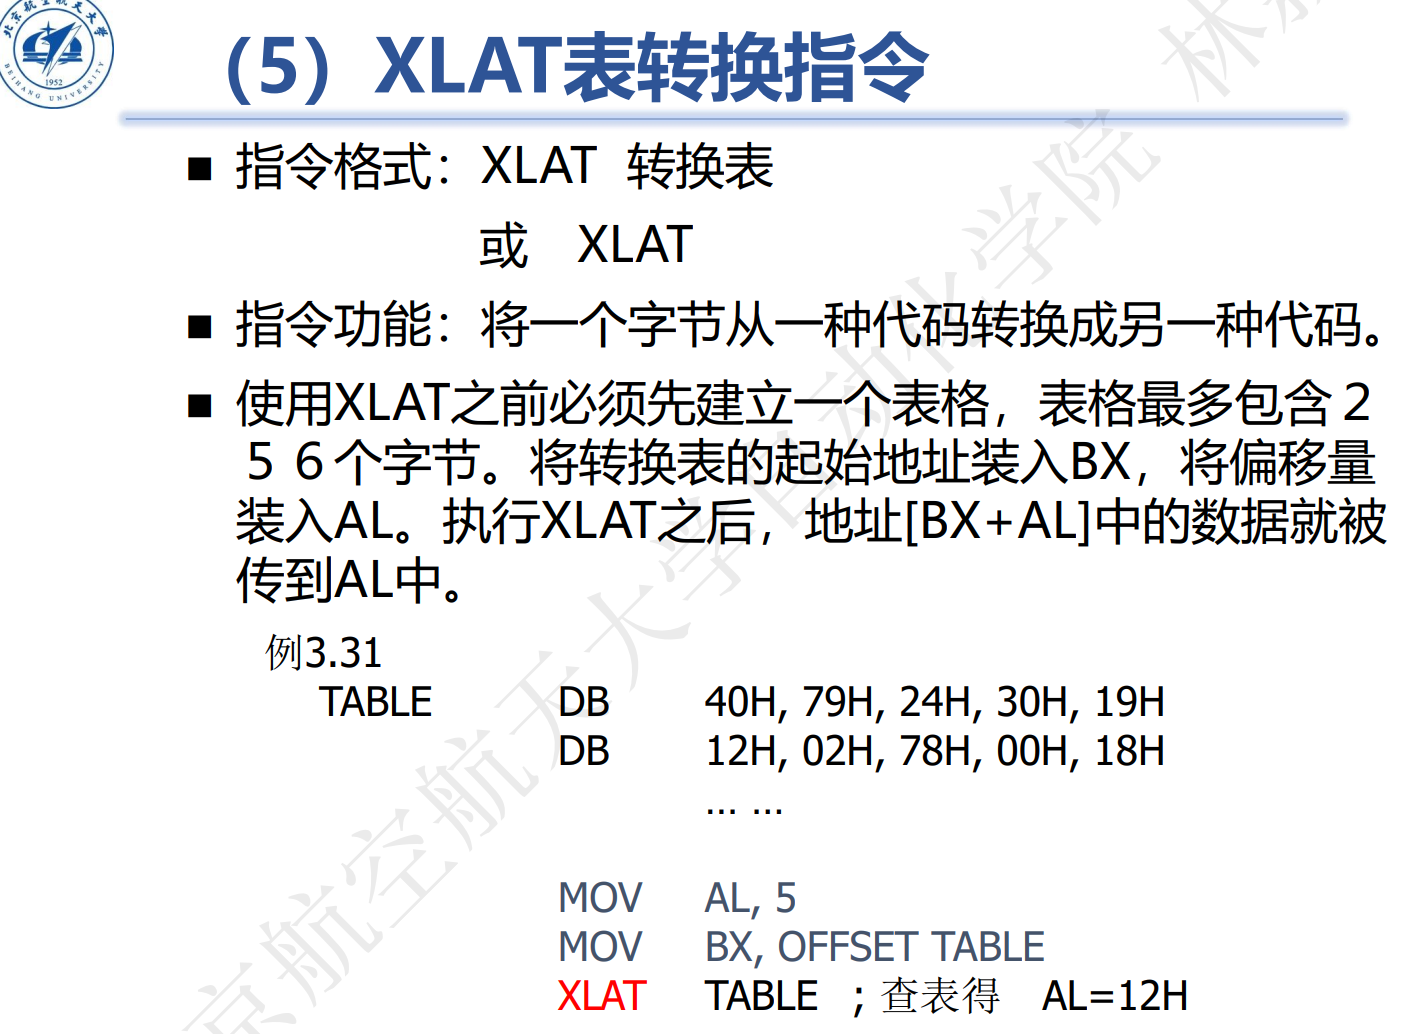 北京航空航天大学
1952
BEIHANG UNIVERSITY
（5）XLAT表转换指令
■ 指令格式：XLAT 转换表
或 XLAT
■ 指令功能：将一个字节从一种代码转换成另一种代码。
■ 使用XLAT之前必须先建立一个表格，表格最多包含２
５６个字节。将转换表的起始地址装入BX，将偏移量
装入AL。执行XLAT之后，地址[BX+AL]中的数据就被
传到AL中。
例3.31
TABLE DB 40H, 79H, 24H, 30H, 19H
DB 12H, 02H, 78H, 00H, 18H
... ...
MOV AL, 5
MOV BX, OFFSET TABLE
XLAT TABLE ；查表得 AL=12H
京航空航天大学自动化学院 林